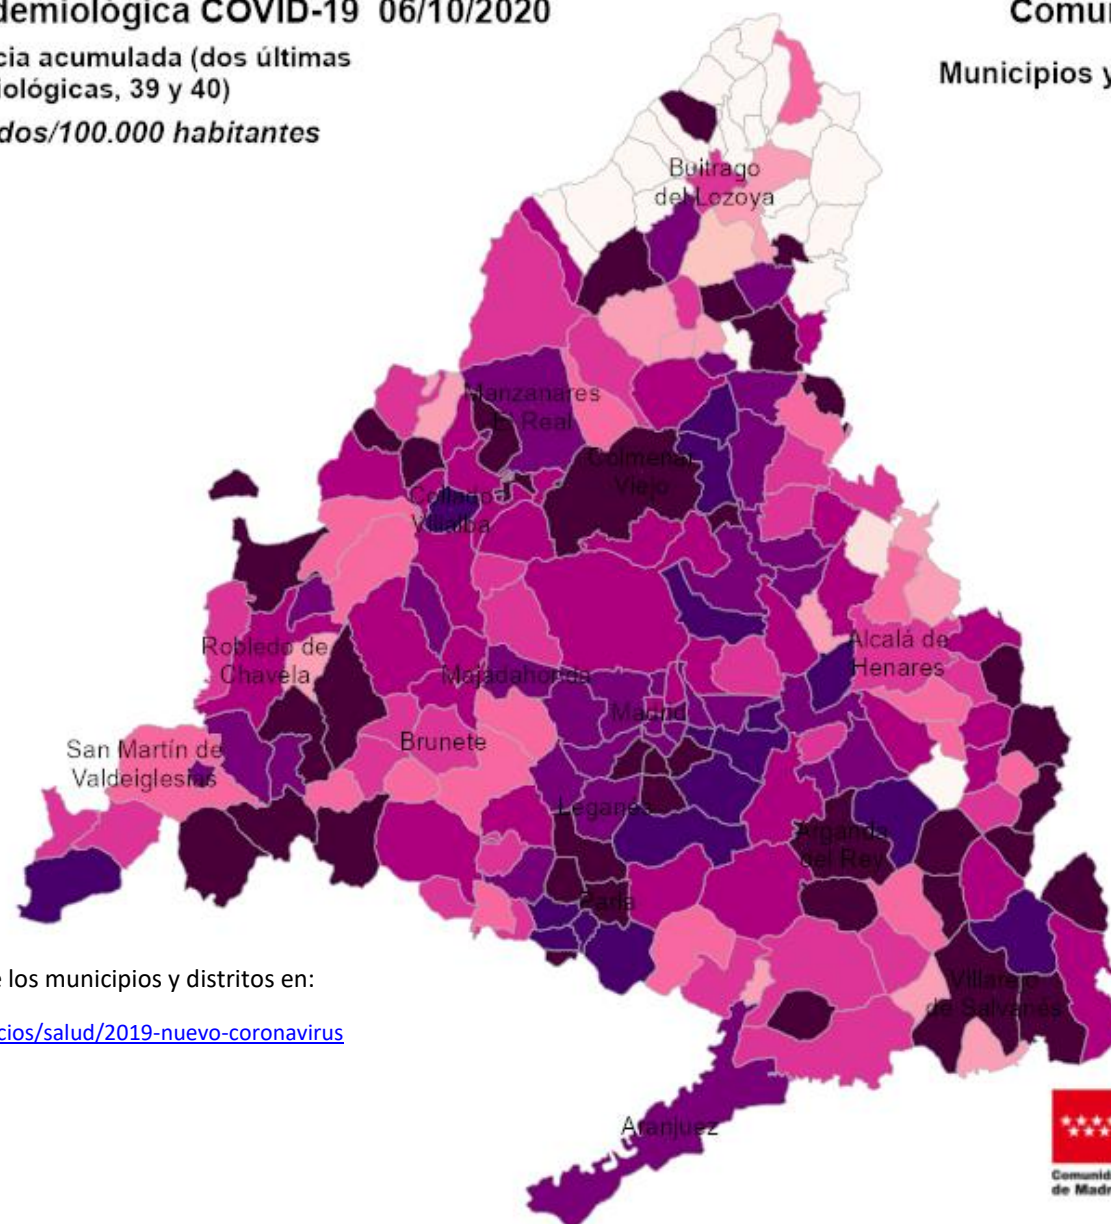 demiológica COVID-19 06/10/2020
cia acumulada (dos últimas
iológicas, 39 y 40)
dos/100.000 habitantes
Comu
Municipios y
Buitrago
del Lozoya
Manzanares
El Real
Colmenar
Viejo
Collado
Villalba
Robledo de
Chavela
Majadahonda
Alcalá de
Henares
Madrid
Brunete
San Martín de
Valdeiglesias
Leganés
Arganda
del Rey
Parla
Villarejo
de Salvanés
e los municipios y distritos en:
cios/salud/2019-nuevo-coronavirus
Aranjuez
Comunid
de Madr